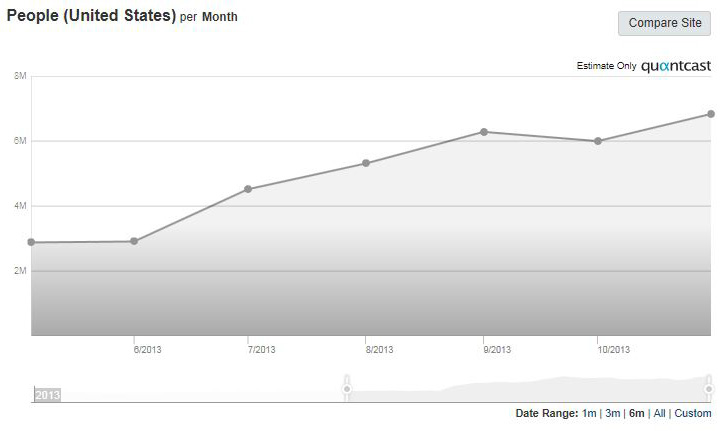 People (United States) per Month
Compare Site
Estimate Only quantcast
8M
6M
4M
2M
6/2013 7/2013 8/2013 9/2013 10/2013
2013
Date Range: 1m | 3m | 6m | All | Custom